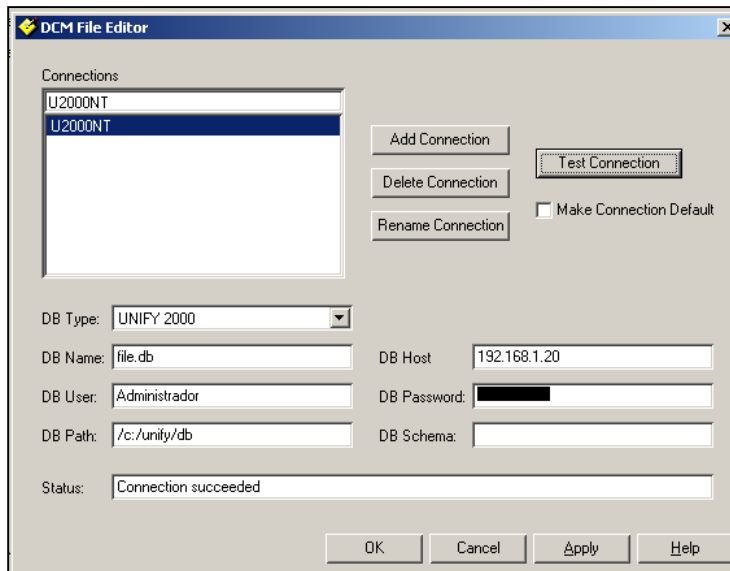 DCM File Editor
Connections
U2000NT
U2000NT
Add Connection
Test Connection
Delete Connection
Make Connection Default
Rename Connection
DB Type: UNIFY 2000
DB Name: file.db DB Host 192.168.1.20
DB User: Administrador DB Password:
DB Path: /c:/unify/db DB Schema:
Status: Connection succeeded
OK Cancel Apply Help